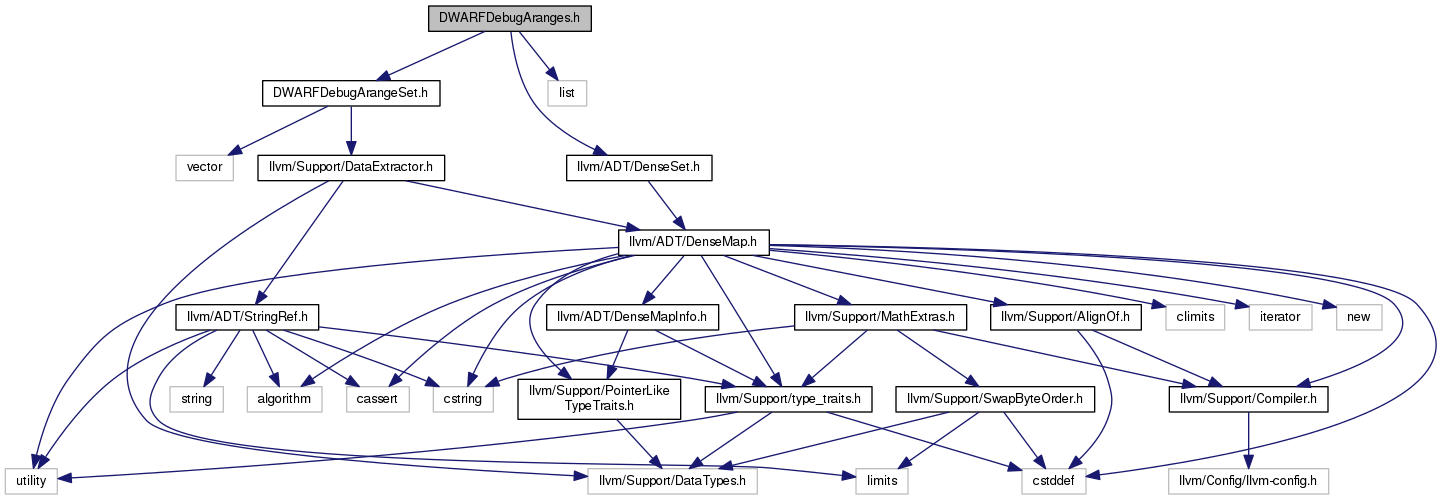 DWARFDebugAranges.h
DWARFDebugArangeSet.h
list
vector
llvm/Support/DataExtractor.h
llvm/ADT/DenseSet.h
llvm/ADT/DenseMap.h
llvm/ADT/StringRef.h
llvm/ADT/DenseMapInfo.h
llvm/Support/MathExtras.h
llvm/Support/AlignOf.h
climits
iterator
new
string
algorithm
cassert
cstring
llvm/Support/PointerLike
TypeTraits.h
llvm/Support/type_traits.h
llvm/Support/SwapByteOrder.h
llvm/Support/Compiler.h
utility
llvm/Support/DataTypes.h
limits
cstddef
llvm/Config/llvm-config.h